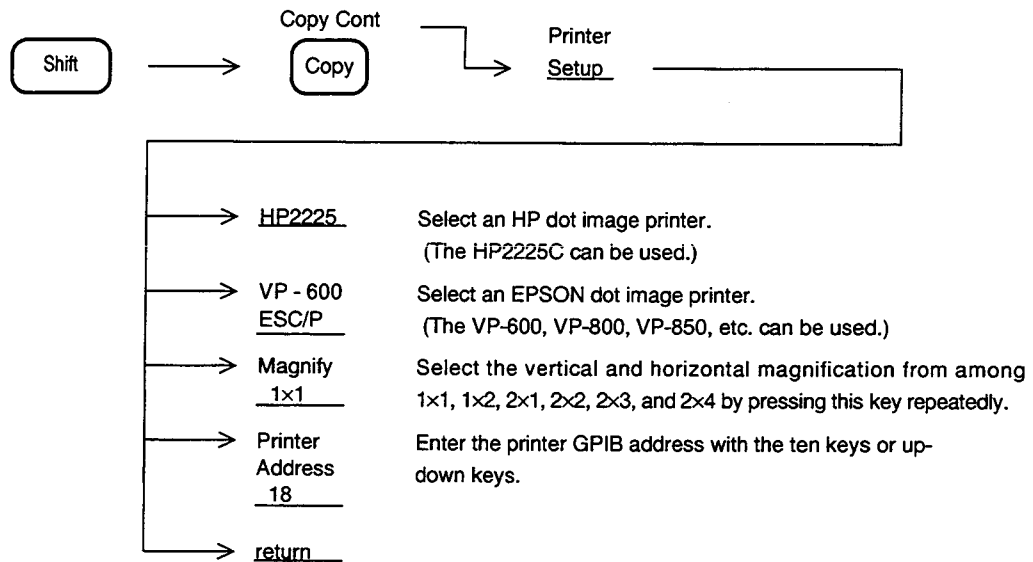 Copy Cont
Shift
Copy
Printer
Setup
HP2225
Select an HP dot image printer.
(The HP2225C can be used.)
VP - 600
ESC/P
Select an EPSON dot image printer.
(The VP-600, VP-800, VP-850, etc. can be used.)
Magnify
1×1
Select the vertical and horizontal magnification from among
1×1, 1×2, 2×1, 2×2, 2×3, and 2×4 by pressing this key repeatedly.
Printer
Address
18
Enter the printer GPIB address with the ten keys or up-
down keys.
return